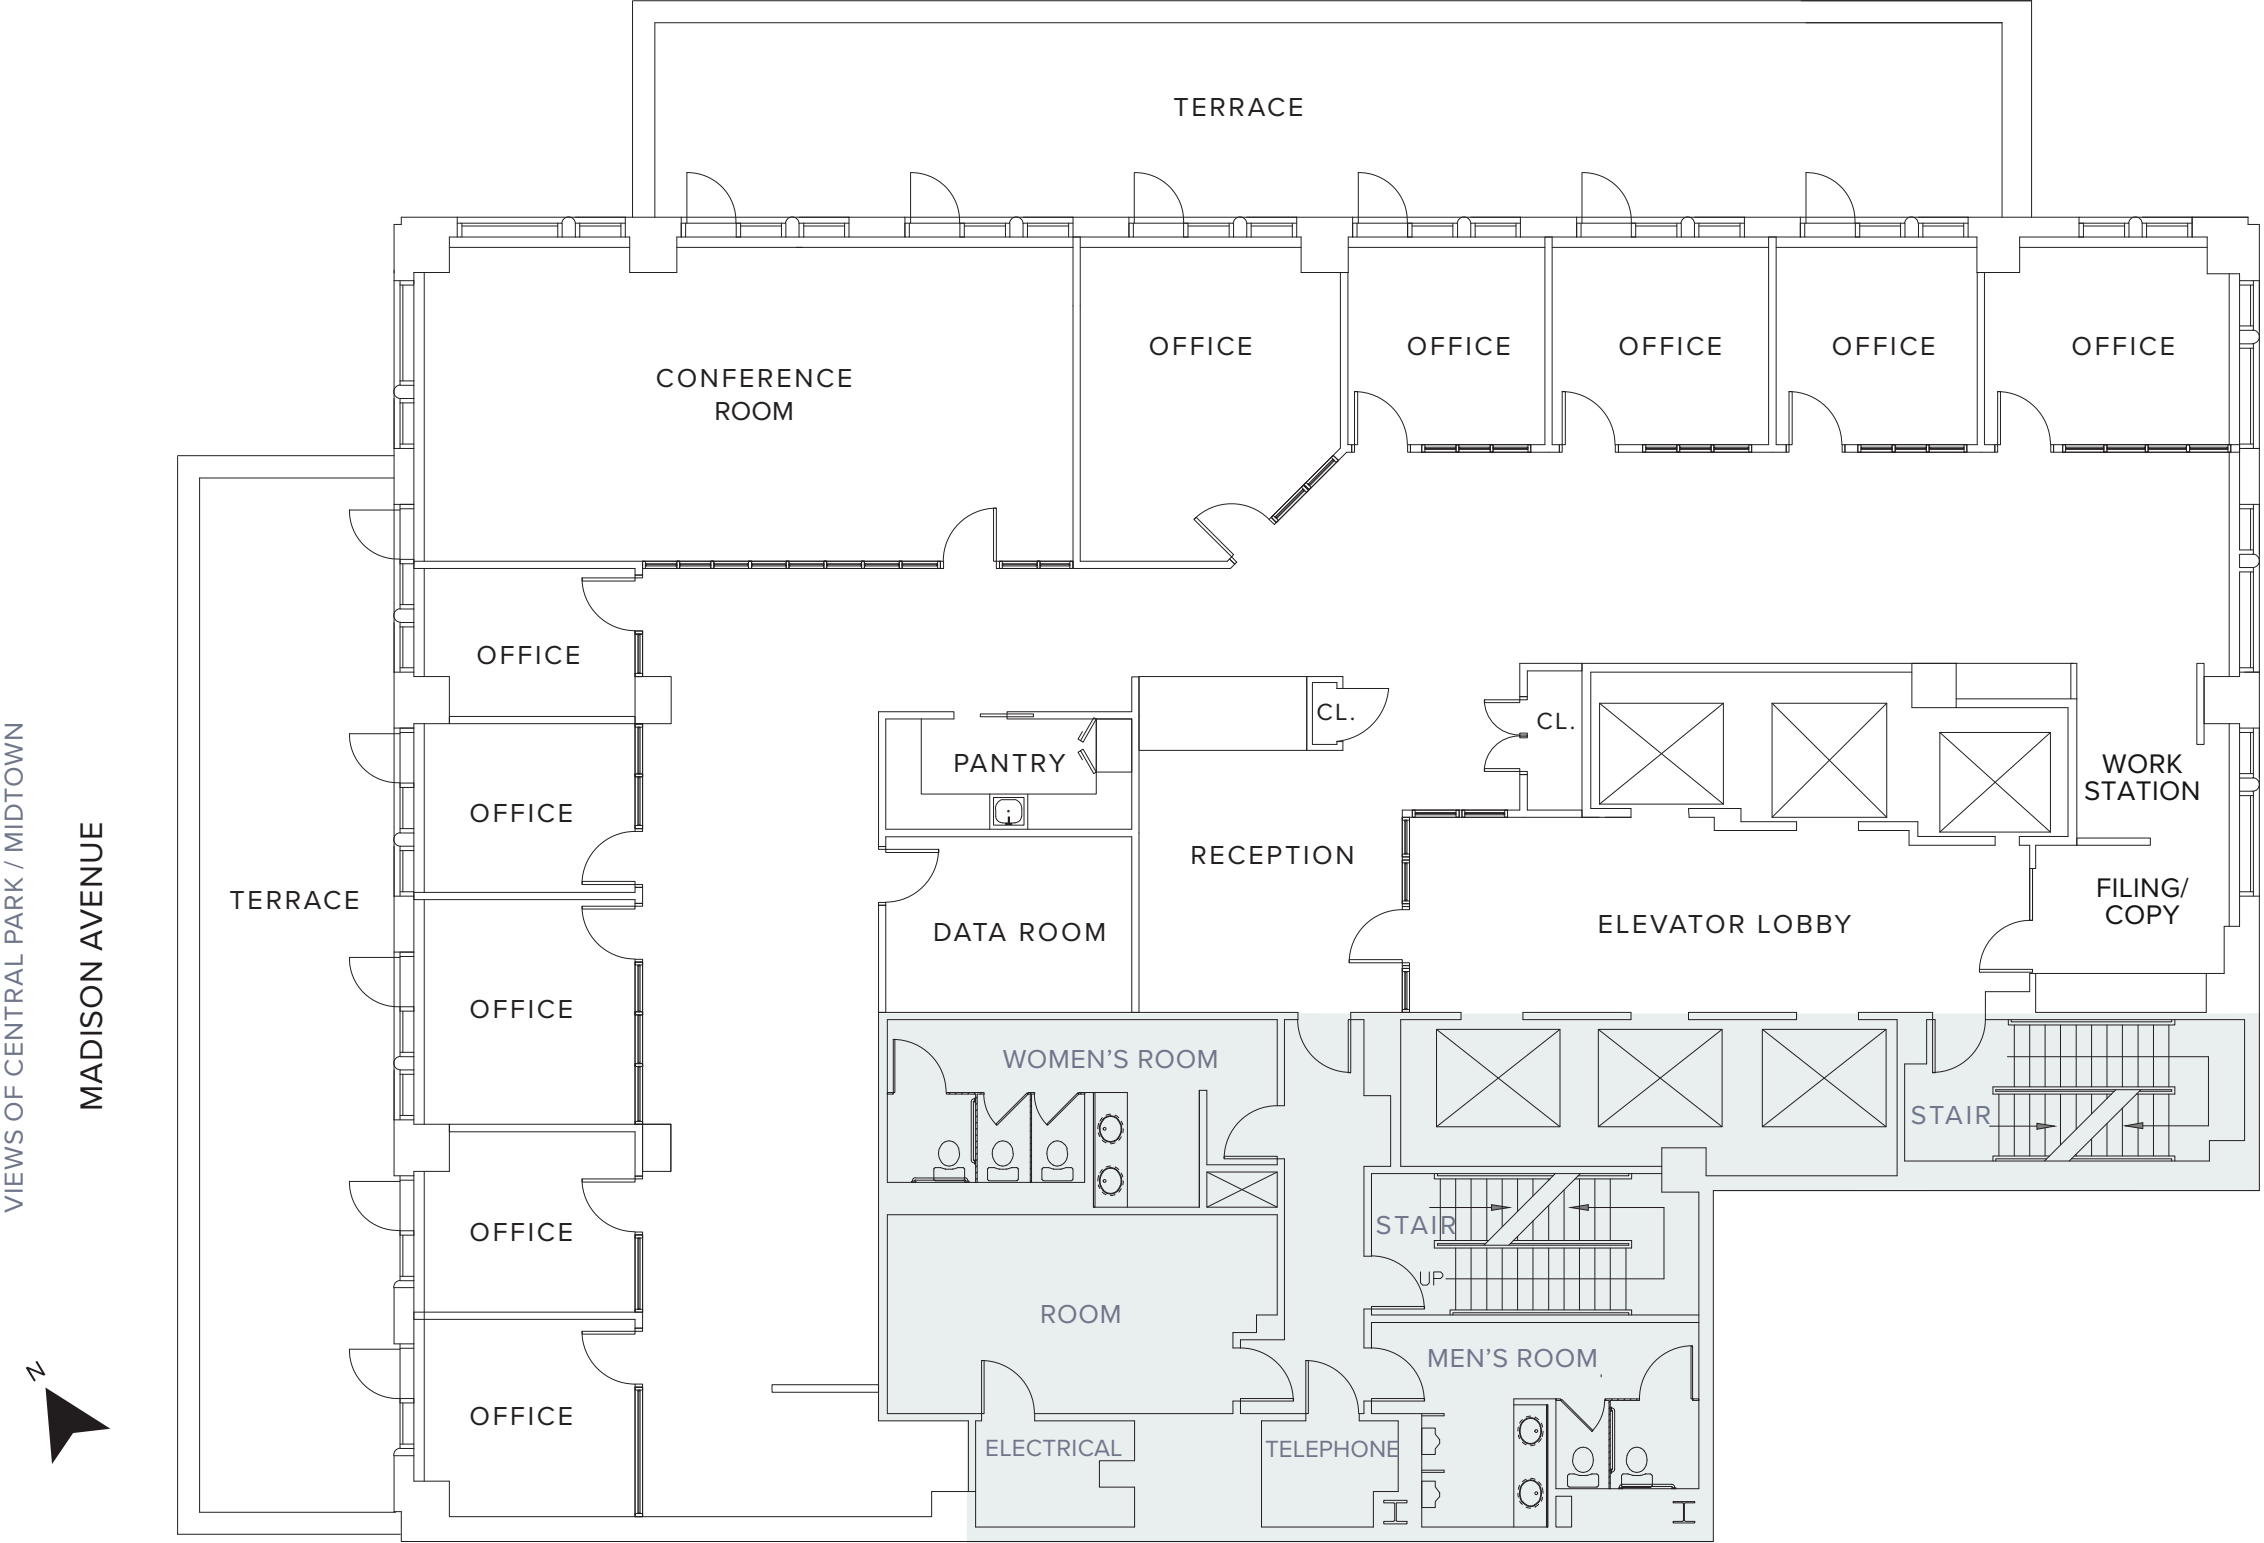 TERRACE
OFFICE
OFFICE
OFFICE
OFFICE
OFFICE
CONFERENCE
ROOM
OFFICE
CL.
CL.
PANTRY
WORK
STATION
OFFICE
RECEPTION
VIEWS OF CENTRAL PARK / MIDTOWN
MADISON AVENUE
TERRACE
FILING/
COPY
DATA ROOM
ELEVATOR LOBBY
OFFICE
WOMEN'S ROOM
STAIR
OFFICE
STAIR
UP
ROOM
MEN'S ROOM
N
OFFICE
ELECTRICAL
TELEPHONE